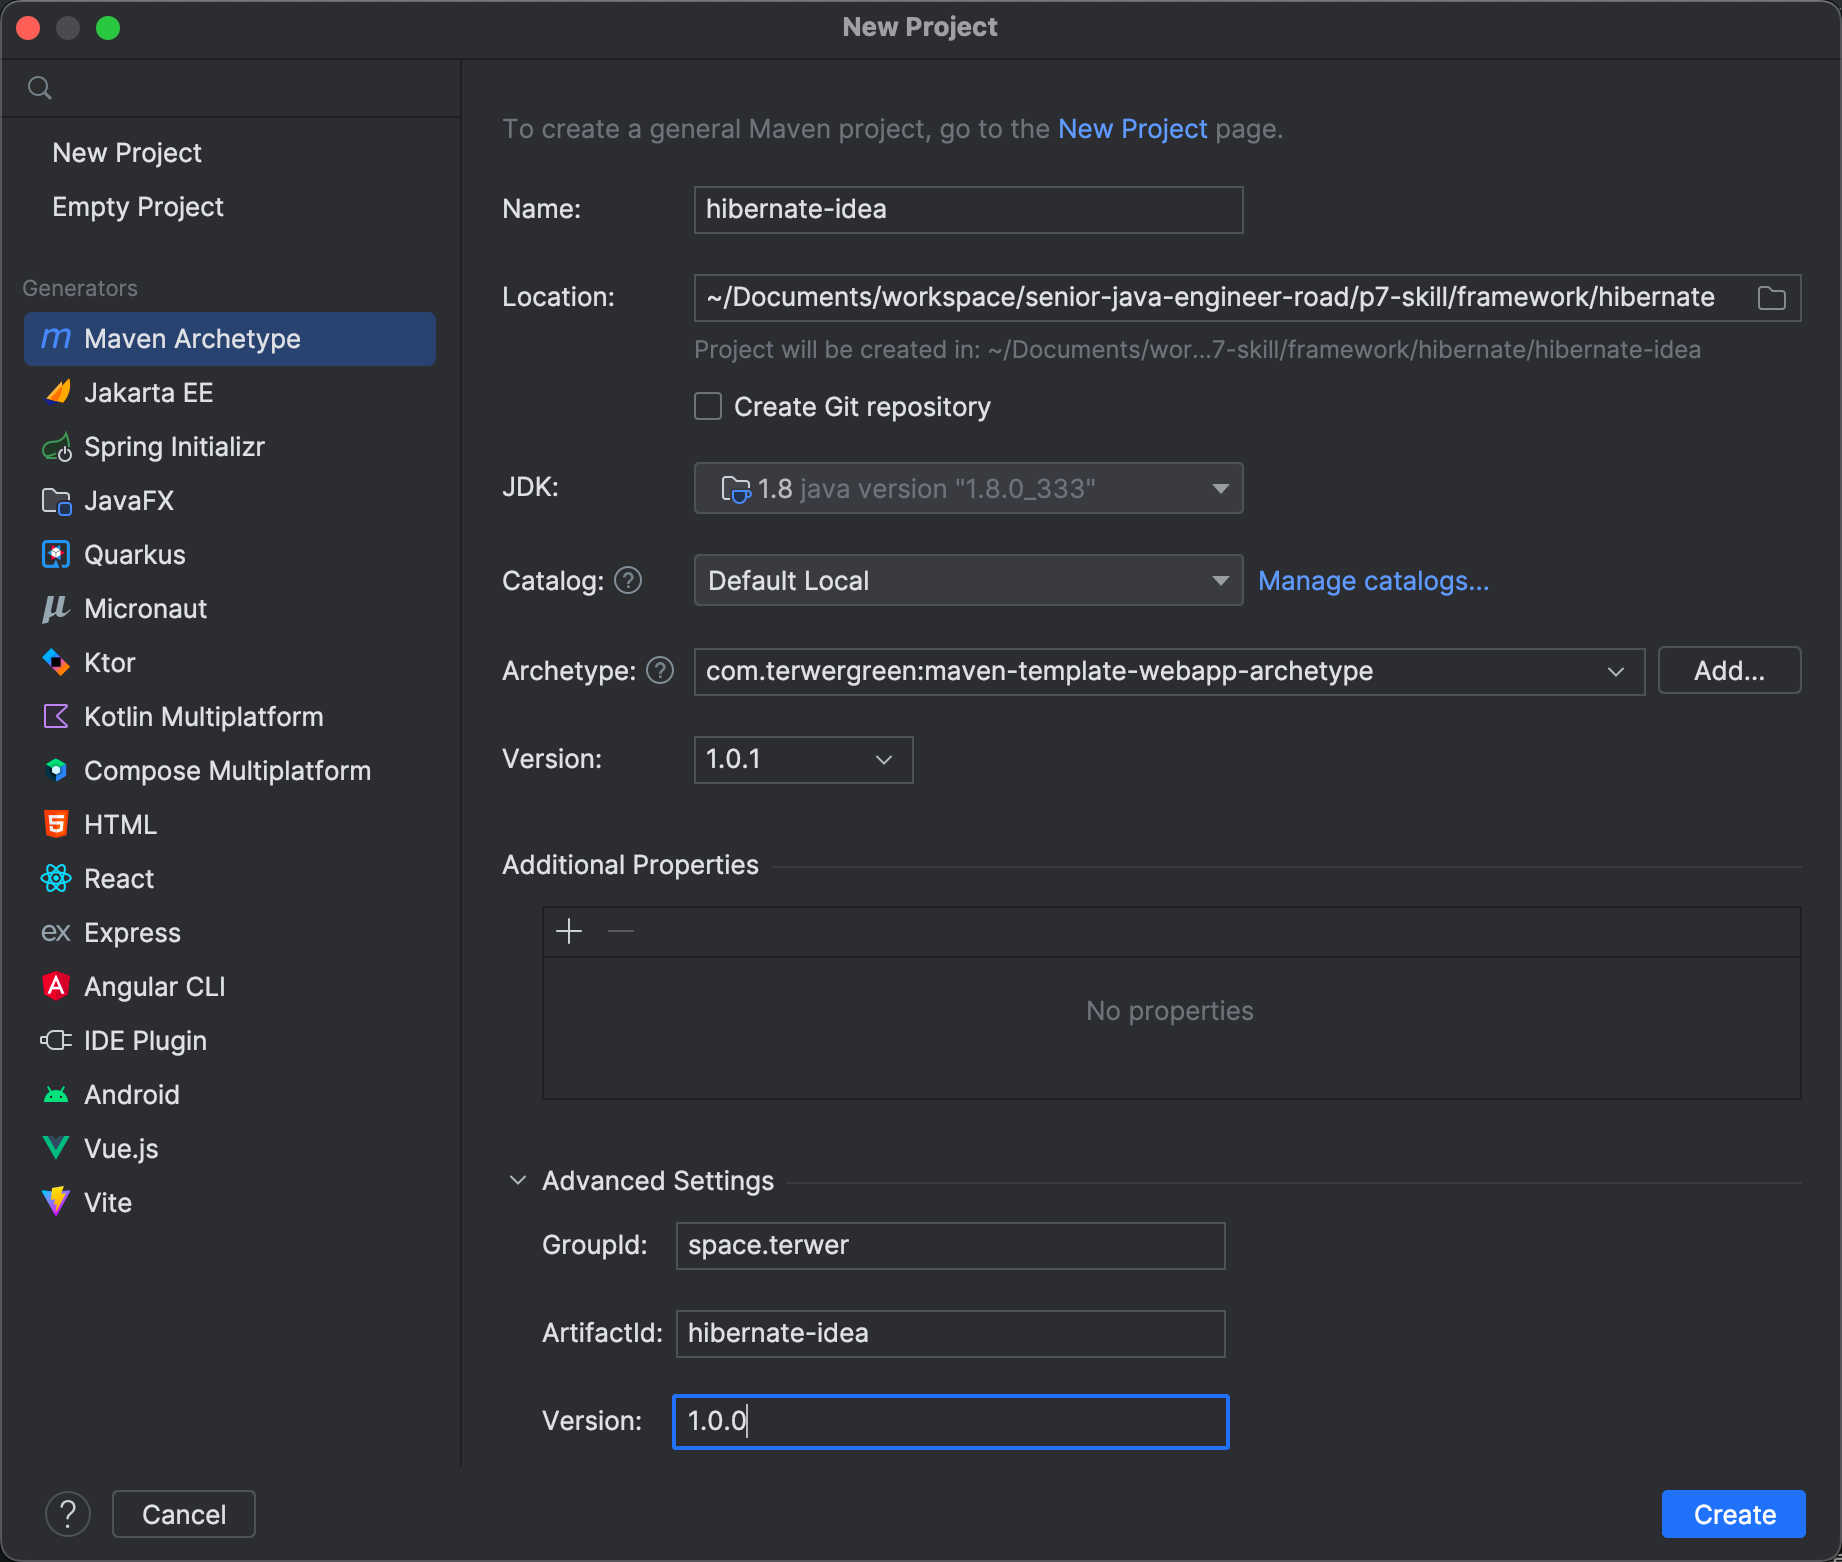 New Project
New Project
Empty Project
Generators
m Maven Archetype
Jakarta EE
Spring Initializr
JavaFX
Quarkus
μ Micronaut
Ktor
Kotlin Multiplatform
Compose Multiplatform
5 HTML
React
ex Express
A Angular CLI
IDE Plugin
Android
Vue.js
Vite
? Cancel
To create a general Maven project, go to the New Project page.
Name: hibernate-idea
Location: ~/Documents/workspace/senior-java-engineer-road/p7-skill/framework/hibernate
Project will be created in: ~/Documents/wor...7-skill/framework/hibernate/hibernate-idea
Create Git repository
JDK: 1.8 java version "1.8.0_333"
Catalog: ? Default Local Manage catalogs...
Archetype: ? com.terwergreen:maven-template-webapp-archetype Add...
Version: 1.0.1
Additional Properties
No properties
Advanced Settings
GroupId: space.terwer
ArtifactId: hibernate-idea
Version: 1.0.0
Create